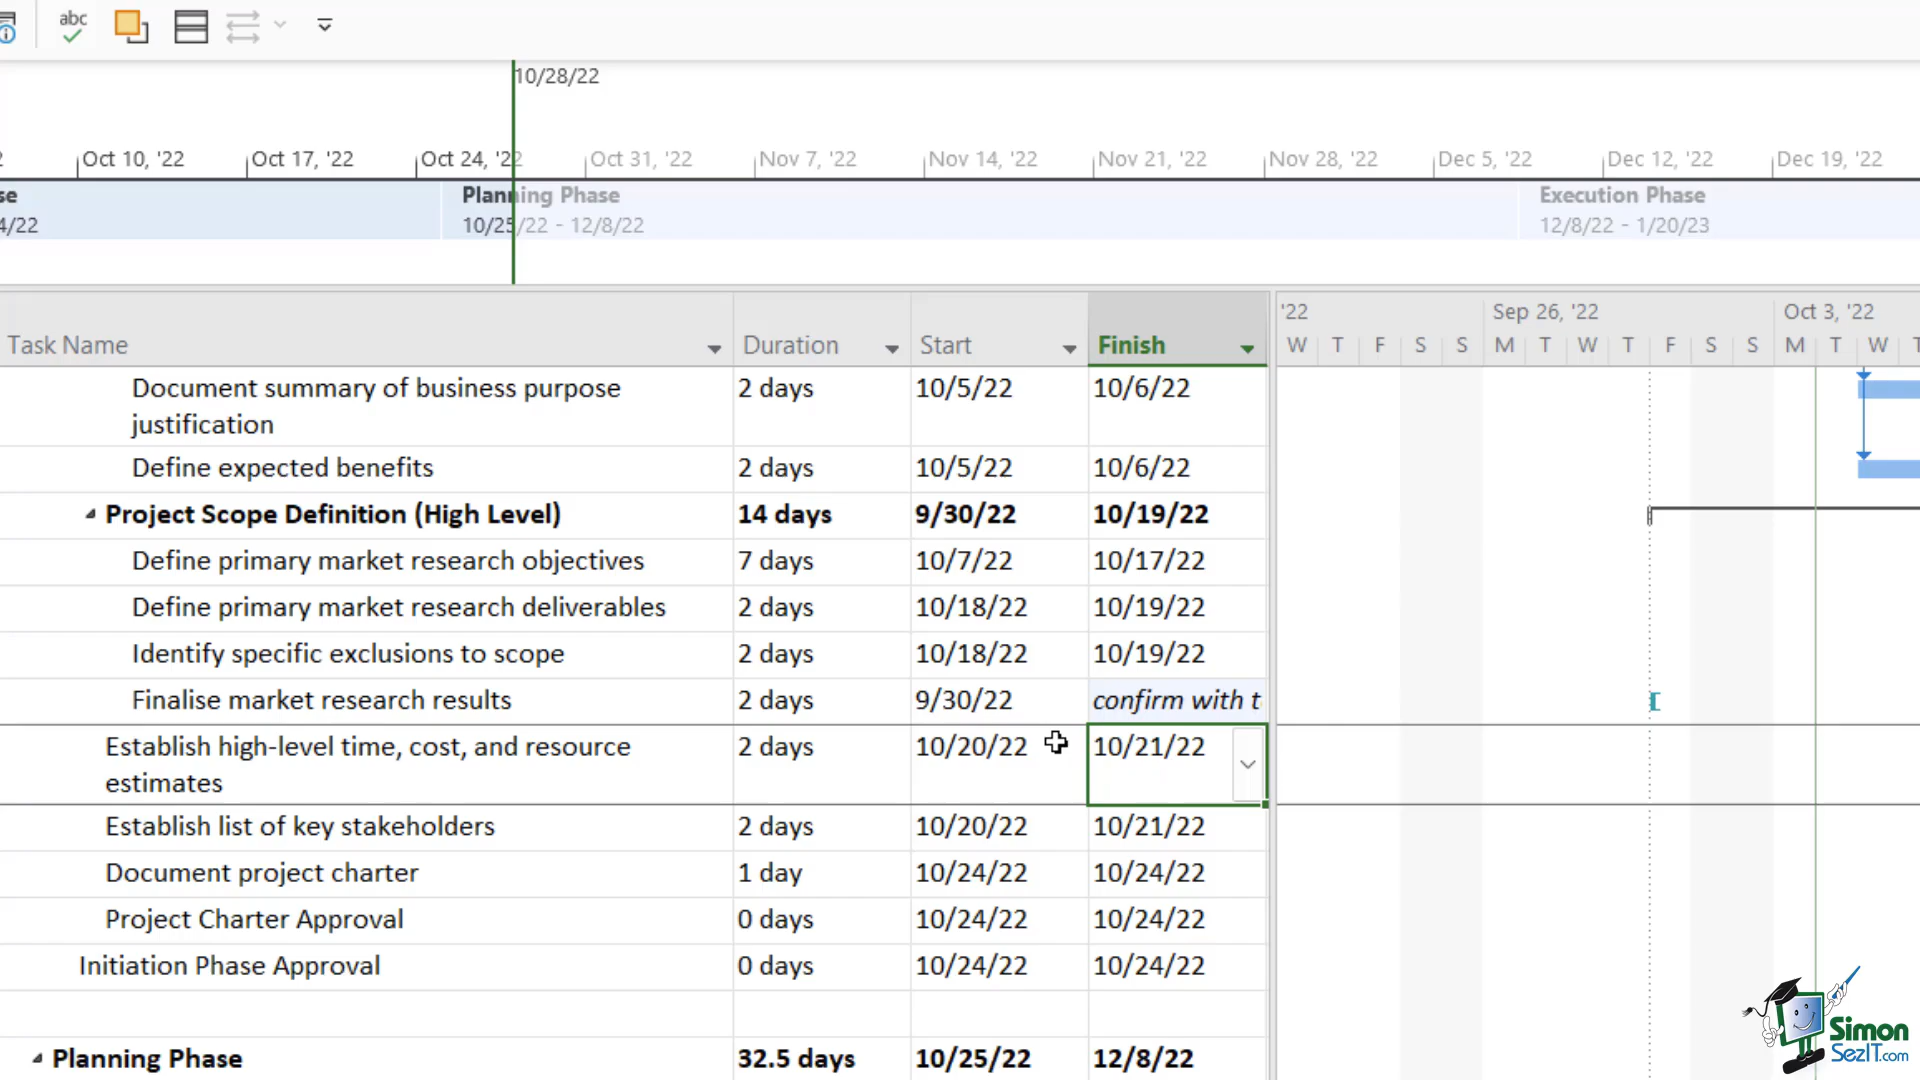 abc
10/28/22
2 Oct 10, '22 Oct 17, '22 Oct 24, '22 Oct 31, '22 Nov 7, '22 Nov 14, '22 Nov 21, '22 Nov 28, '22 Dec 5, '22 Dec 12, '22 Dec 19, '22
se Planning Phase Execution Phase
4/22 10/25/22 - 12/8/22 12/8/22 - 1/20/23
'22 Sep 26, '22 Oct 3, '22
Task Name Duration Start Finish W T F S S M T W T F S S M T W T
Document summary of business purpose 2 days 10/5/22 10/6/22
justification
Define expected benefits 2 days 10/5/22 10/6/22
Project Scope Definition (High Level) 14 days 9/30/22 10/19/22
Define primary market research objectives 7 days 10/7/22 10/17/22
Define primary market research deliverables 2 days 10/18/22 10/19/22
Identify specific exclusions to scope 2 days 10/18/22 10/19/22
Finalise market research results 2 days 9/30/22 confirm with t
Establish high-level time, cost, and resource 2 days 10/20/22 10/21/22
estimates
Establish list of key stakeholders 2 days 10/20/22 10/21/22
Document project charter 1 day 10/24/22 10/24/22
Project Charter Approval 0 days 10/24/22 10/24/22
Initiation Phase Approval 0 days 10/24/22 10/24/22
Planning Phase 32.5 days 10/25/22 12/8/22
Simon
SezIT.com